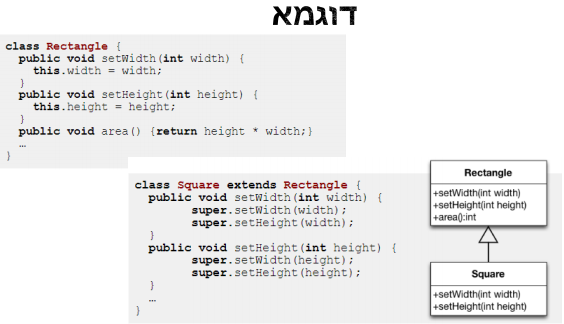 דוגמא
class Rectangle {
public void setWidth(int width) {
this.width = width;
}
public void setHeight(int height) {
this.height = height;
}
public void area() {return height * width;}
…
}
class Square extends Rectangle {
public void setWidth(int width) {
super.setWidth(width);
super.setHeight(width);
}
public void setHeight(int height) {
super.setWidth(height);
super.setHeight(height);
}
…
}
Rectangle
+setWidth(int width)
+setHeight(int height)
+area():int
Square
+setWidth(int width)
+setHeight(int height)